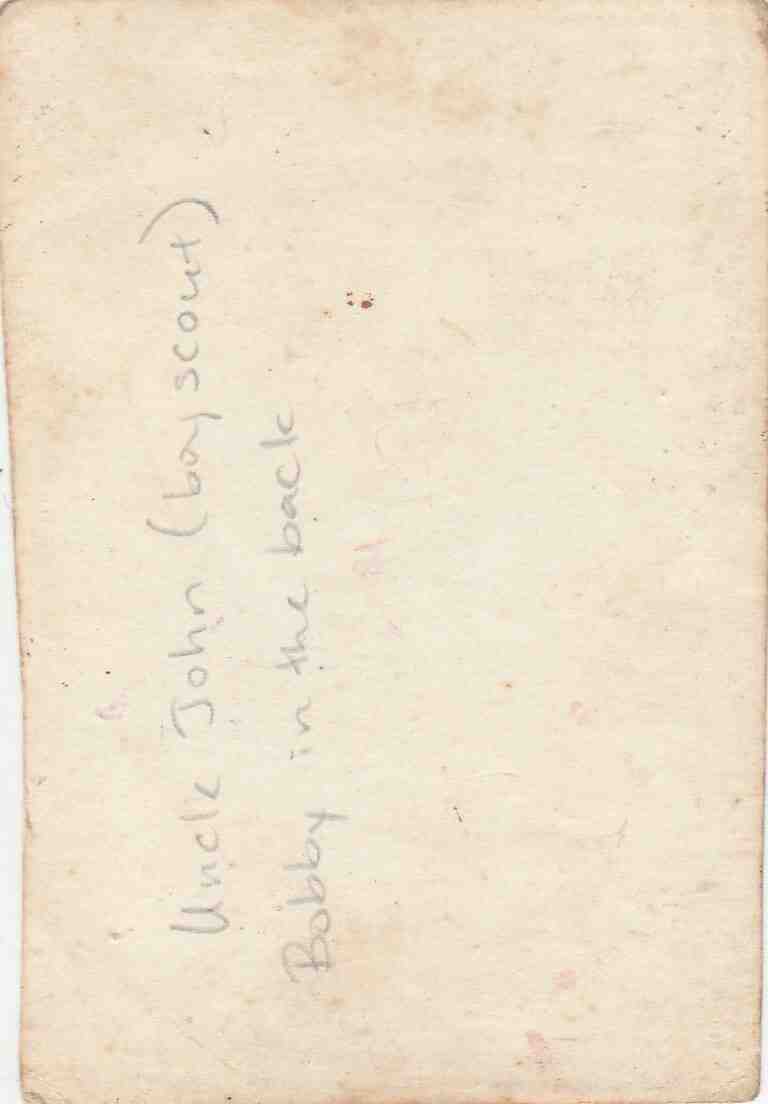 Uncle John (boy scout)
Bobby in the back